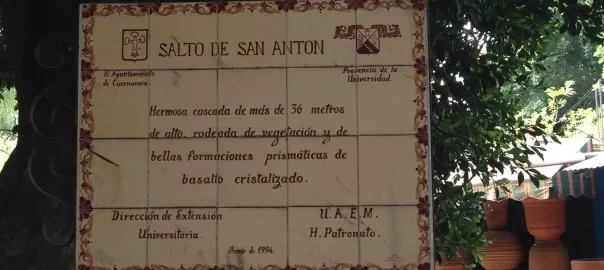 SALTO DE SAN ANTON
H. Ayuntamiento
de Cuernavaca.
Presencia de la
Universidad.
Hermosa cascada de más de 36 metros
de alto, rodeada de vegetación y de
bellas formaciones prismáticas de
basalto cristalizado.
Dirección de Extensión
Universitaria.
U.A.E.M.
H. Patronato.
Junio de 1994.